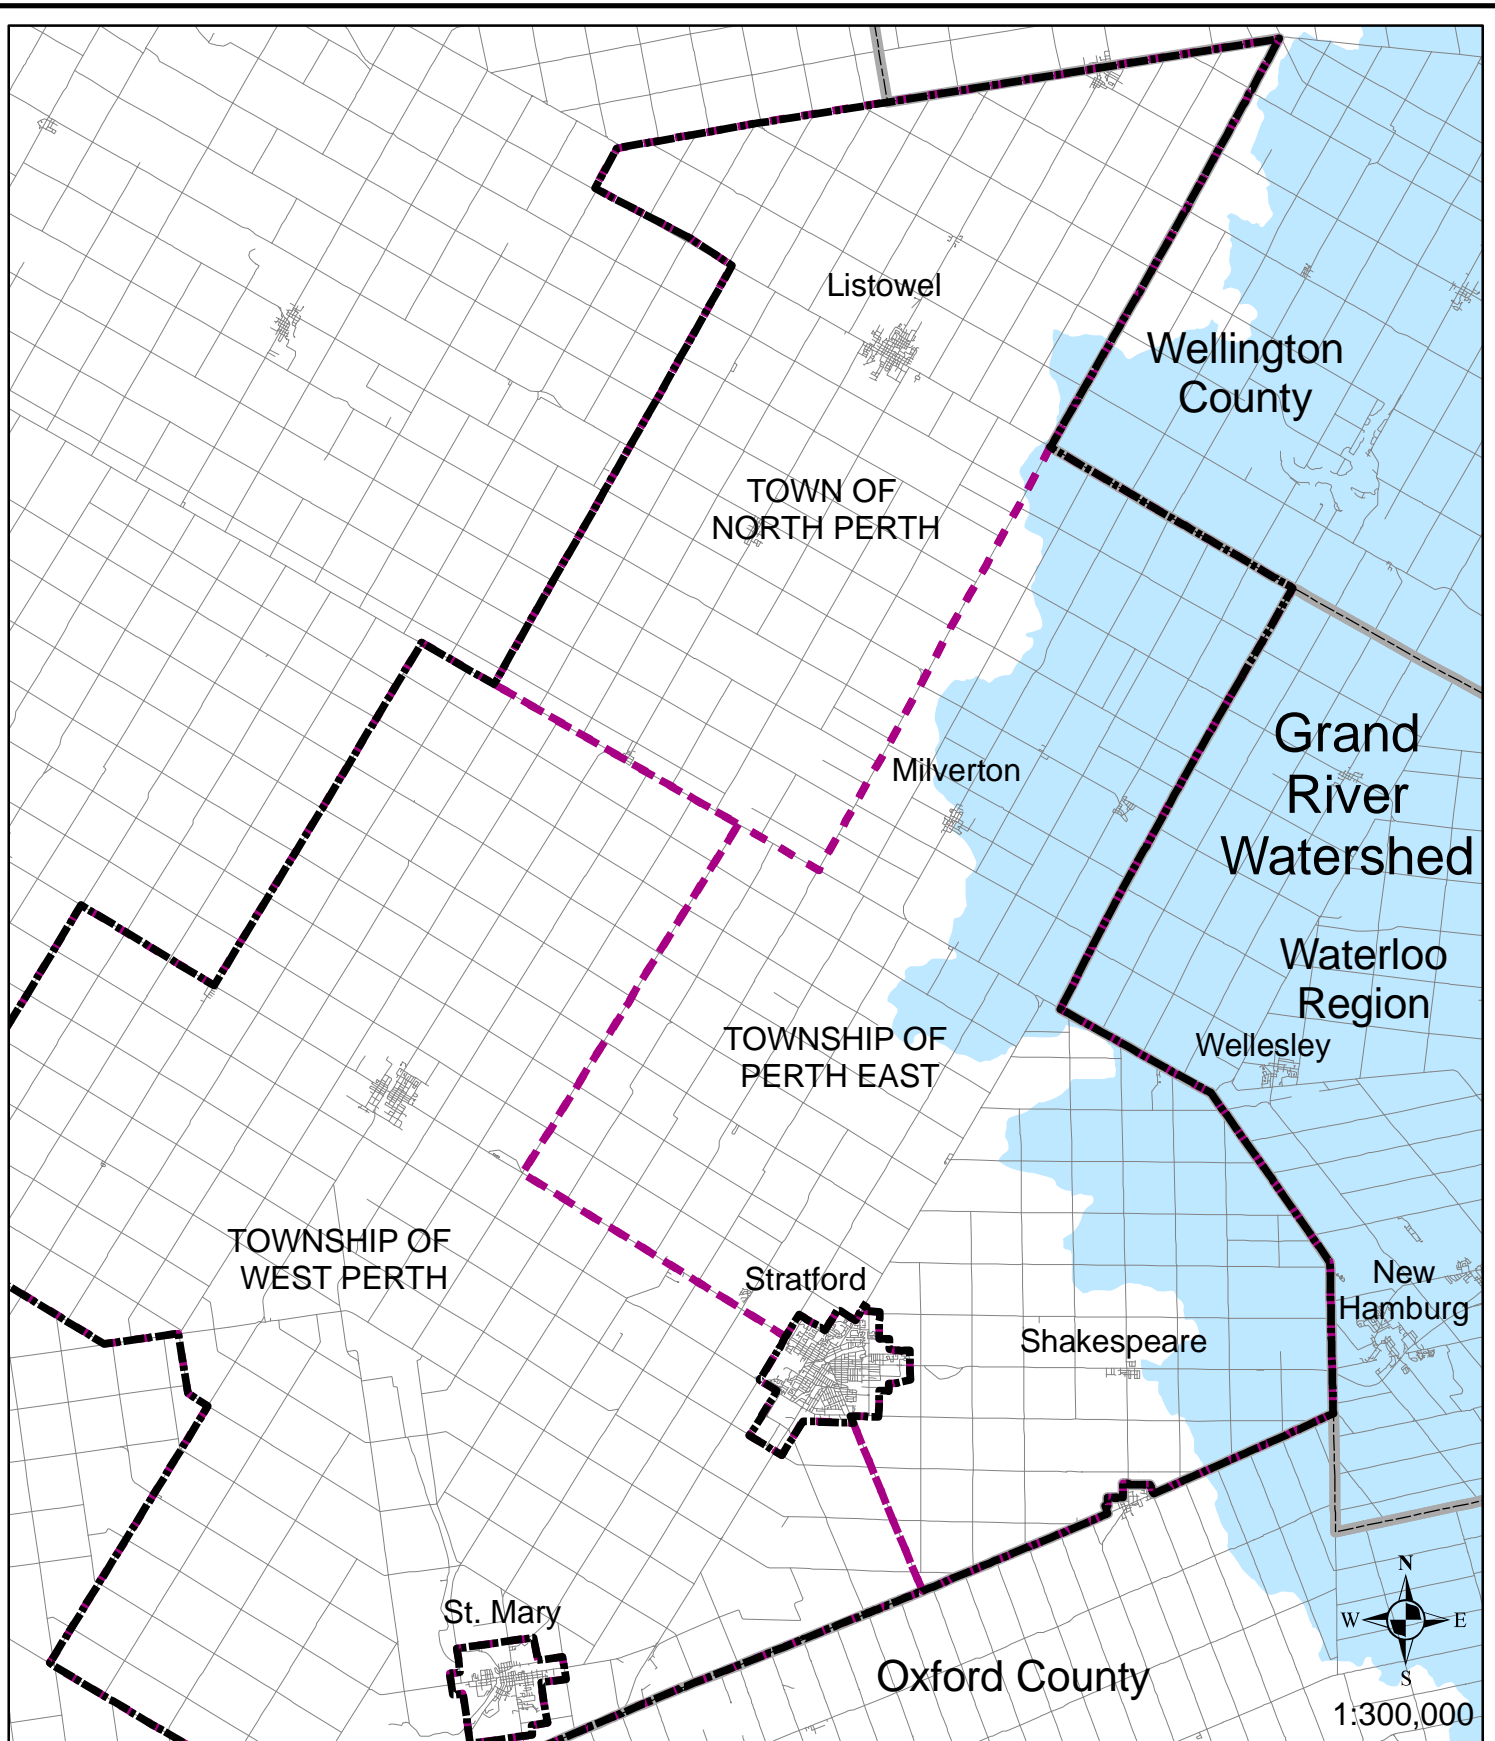 Listowel
Wellington
County
TOWN OF
NORTH PERTH
Grand
River
Watershed
Milverton
Waterloo
Region
Wellesley
TOWNSHIP OF
PERTH EAST
TOWNSHIP OF
WEST PERTH
Stratford
New
Hamburg
Shakespeare
St. Mary
Oxford County
N
W
E
S
1:300,000